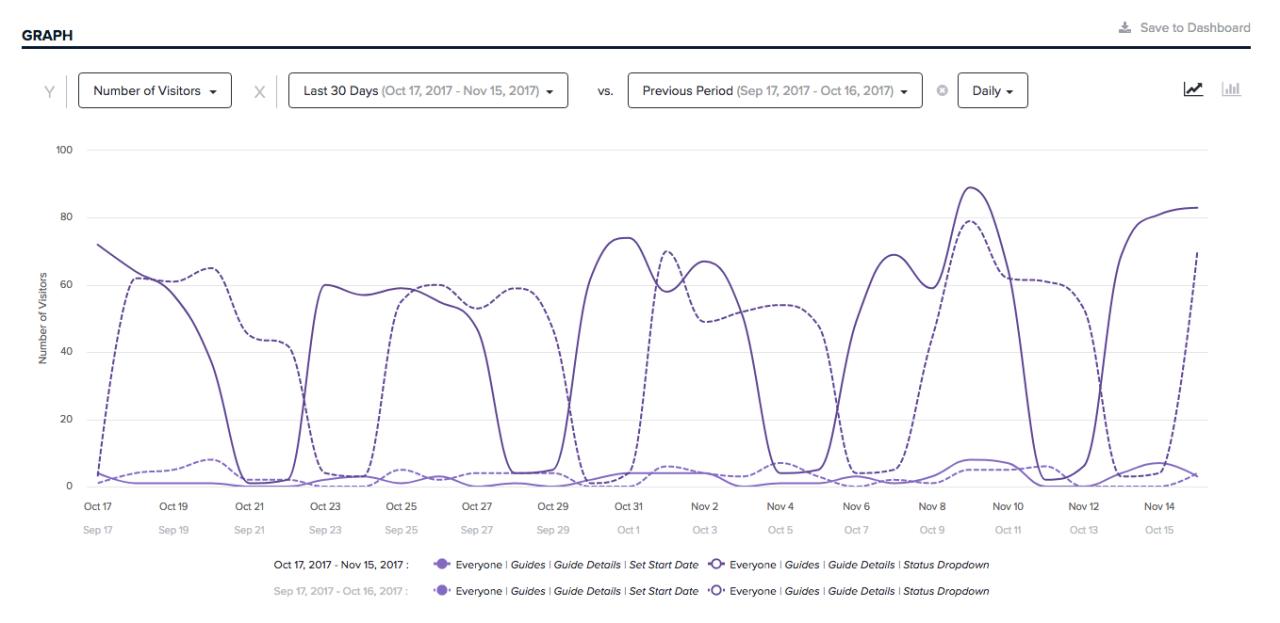 Save to Dashboard
GRAPH
Y Number of Visitors X Last 30 Days (Oct 17, 2017 - Nov 15, 2017) vs. Previous Period (Sep 17, 2017 - Oct 16, 2017) Daily
100
80
60
40
20
0
Number of Visitors
Oct 17 Oct 19 Oct 21 Oct 23 Oct 25 Oct 27 Oct 29 Oct 31 Nov 2 Nov 4 Nov 6 Nov 8 Nov 10 Nov 12 Nov 14
Sep 17 Sep 19 Sep 21 Sep 23 Sep 25 Sep 27 Sep 29 Oct 1 Oct 3 Oct 5 Oct 7 Oct 9 Oct 11 Oct 13 Oct 15
Oct 17, 2017 - Nov 15, 2017 : Everyone | Guides | Guide Details | Set Start Date Everyone | Guides | Guide Details | Status Dropdown
Sep 17, 2017 - Oct 16, 2017 : Everyone | Guides | Guide Details | Set Start Date Everyone | Guides | Guide Details | Status Dropdown